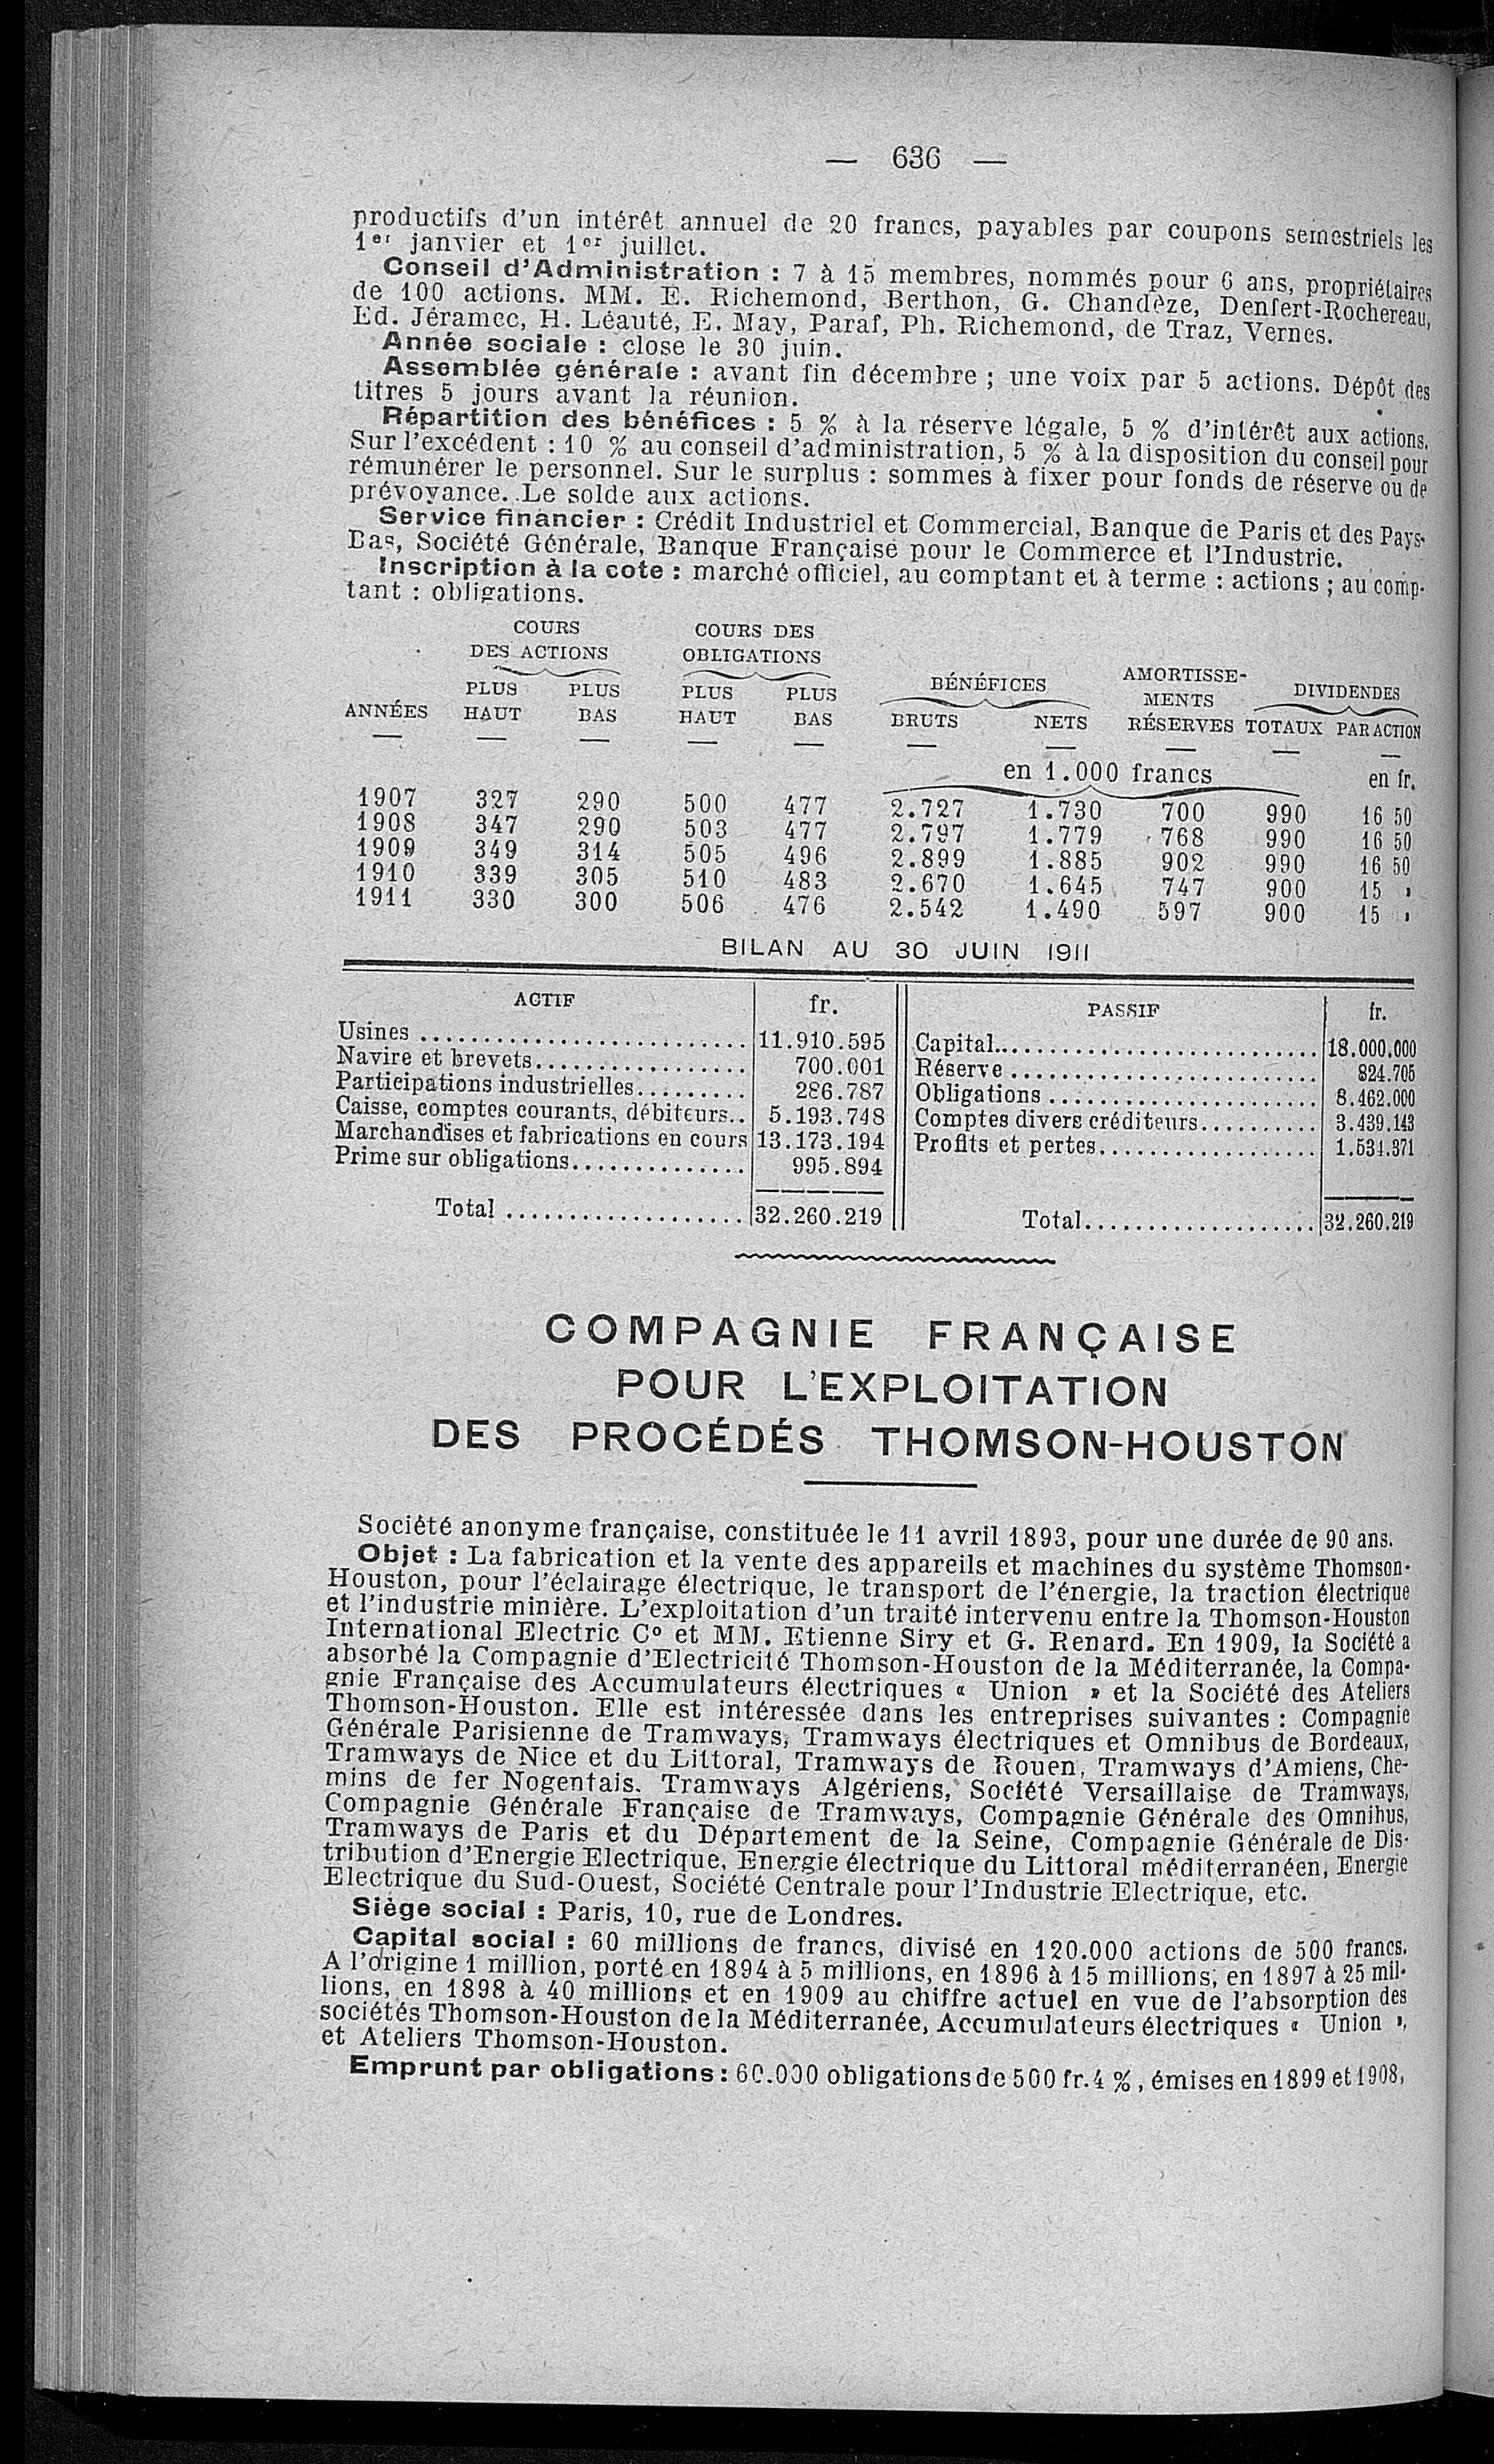 — 636 —
productifs d'un intérêt annuel de 20 francs, payables par coupons semestriels les
1er janvier et 1er juillet.
Conseil d'Administration : 7 à 15 membres, nommés pour 6 ans, propriétaires
de 100 actions. MM. E. Richemond, Berthon, G. Chandèze, Denfert-Rochereau,
Ed. Jéramec, H. Léauté, E. May, Paraf, Ph. Richemond, de Traz, Vernes.
Année sociale : close le 30 juin.
Assemblée générale : avant fin décembre ; une voix par 5 actions. Dépôt des
titres 5 jours avant la réunion.
Répartition des bénéfices : 5 % à la réserve légale, 5 % d'intérêt aux actions.
Sur l'excédent : 10 % au conseil d'administration, 5 % à la disposition du conseil pour
rémunérer le personnel. Sur le surplus : sommes à fixer pour fonds de réserve ou de
prévoyance. Le solde aux actions.
Service financier : Crédit Industriel et Commercial, Banque de Paris et des Pays-
Bas, Société Générale, Banque Française pour le Commerce et l'Industrie.
Inscription à la cote : marché officiel, au comptant et à terme : actions ; au comp-
tant : obligations.
COURS COURS DES
DES ACTIONS OBLIGATIONS BÉNÉFICES AMORTISSE- DIVIDENDES
PLUS PLUS PLUS PLUS MENTS
ANNÉES HAUT BAS HAUT BAS BRUTS NETS RÉSERVES TOTAUX PAR ACTION
en 1.000 francs en fr.
1907 327 290 500 477 2.727 1.730 700 990 16 50
1908 347 290 503 477 2.797 1.779 768 990 16 50
1909 349 314 505 496 2.899 1.885 902 990 16 50
1910 339 305 510 483 2.670 1.645 747 900 15 »
1911 330 300 506 476 2.542 1.490 597 900 15 »
BILAN AU 30 JUIN 1911
ACTIF fr. PASSIF fr.
Usines .......................... 11.910.595 Capital.......................... 18.000.000
Navire et brevets................. 700.001 Réserve ........................ 824.705
Participations industrielles......... 286.787 Obligations ..................... 8.462.000
Caisse, comptes courants, débiteurs.. 5.193.748 Comptes divers créditeurs.......... 3.439.143
Marchandises et fabrications en cours 13.173.194 Profits et pertes................. 1.534.371
Prime sur obligations.............. 995.894
Total ................... 32.260.219 Total................... 32.260.219
COMPAGNIE FRANÇAISE
POUR L'EXPLOITATION
DES PROCÉDÉS THOMSON-HOUSTON
Société anonyme française, constituée le 11 avril 1893, pour une durée de 90 ans.
Objet : La fabrication et la vente des appareils et machines du système Thomson-
Houston, pour l'éclairage électrique, le transport de l'énergie, la traction électrique
et l'industrie minière. L'exploitation d'un traité intervenu entre la Thomson-Houston
International Electric Co et MM. Etienne Siry et G. Renard. En 1909, la Société a
absorbé la Compagnie d'Electricité Thomson-Houston de la Méditerranée, la Compa-
gnie Française des Accumulateurs électriques « Union » et la Société des Ateliers
Thomson-Houston. Elle est intéressée dans les entreprises suivantes : Compagnie
Générale Parisienne de Tramways, Tramways électriques et Omnibus de Bordeaux,
Tramways de Nice et du Littoral, Tramways de Rouen, Tramways d'Amiens, Che-
mins de fer Nogentais, Tramways Algériens, Société Versaillaise de Tramways,
Compagnie Générale Française de Tramways, Compagnie Générale des Omnibus,
Tramways de Paris et du Département de la Seine, Compagnie Générale de Dis-
tribution d'Energie Electrique, Energie électrique du Littoral méditerranéen, Energie
Electrique du Sud-Ouest, Société Centrale pour l'Industrie Electrique, etc.
Siège social : Paris, 10, rue de Londres.
Capital social : 60 millions de francs, divisé en 120.000 actions de 500 francs.
A l'origine 1 million, porté en 1894 à 5 millions, en 1896 à 15 millions, en 1897 à 25 mil-
lions, en 1898 à 40 millions et en 1909 au chiffre actuel en vue de l'absorption des
sociétés Thomson-Houston de la Méditerranée, Accumulateurs électriques « Union »,
et Ateliers Thomson-Houston.
Emprunt par obligations : 60.000 obligations de 500 fr. 4 %, émises en 1899 et 1908,